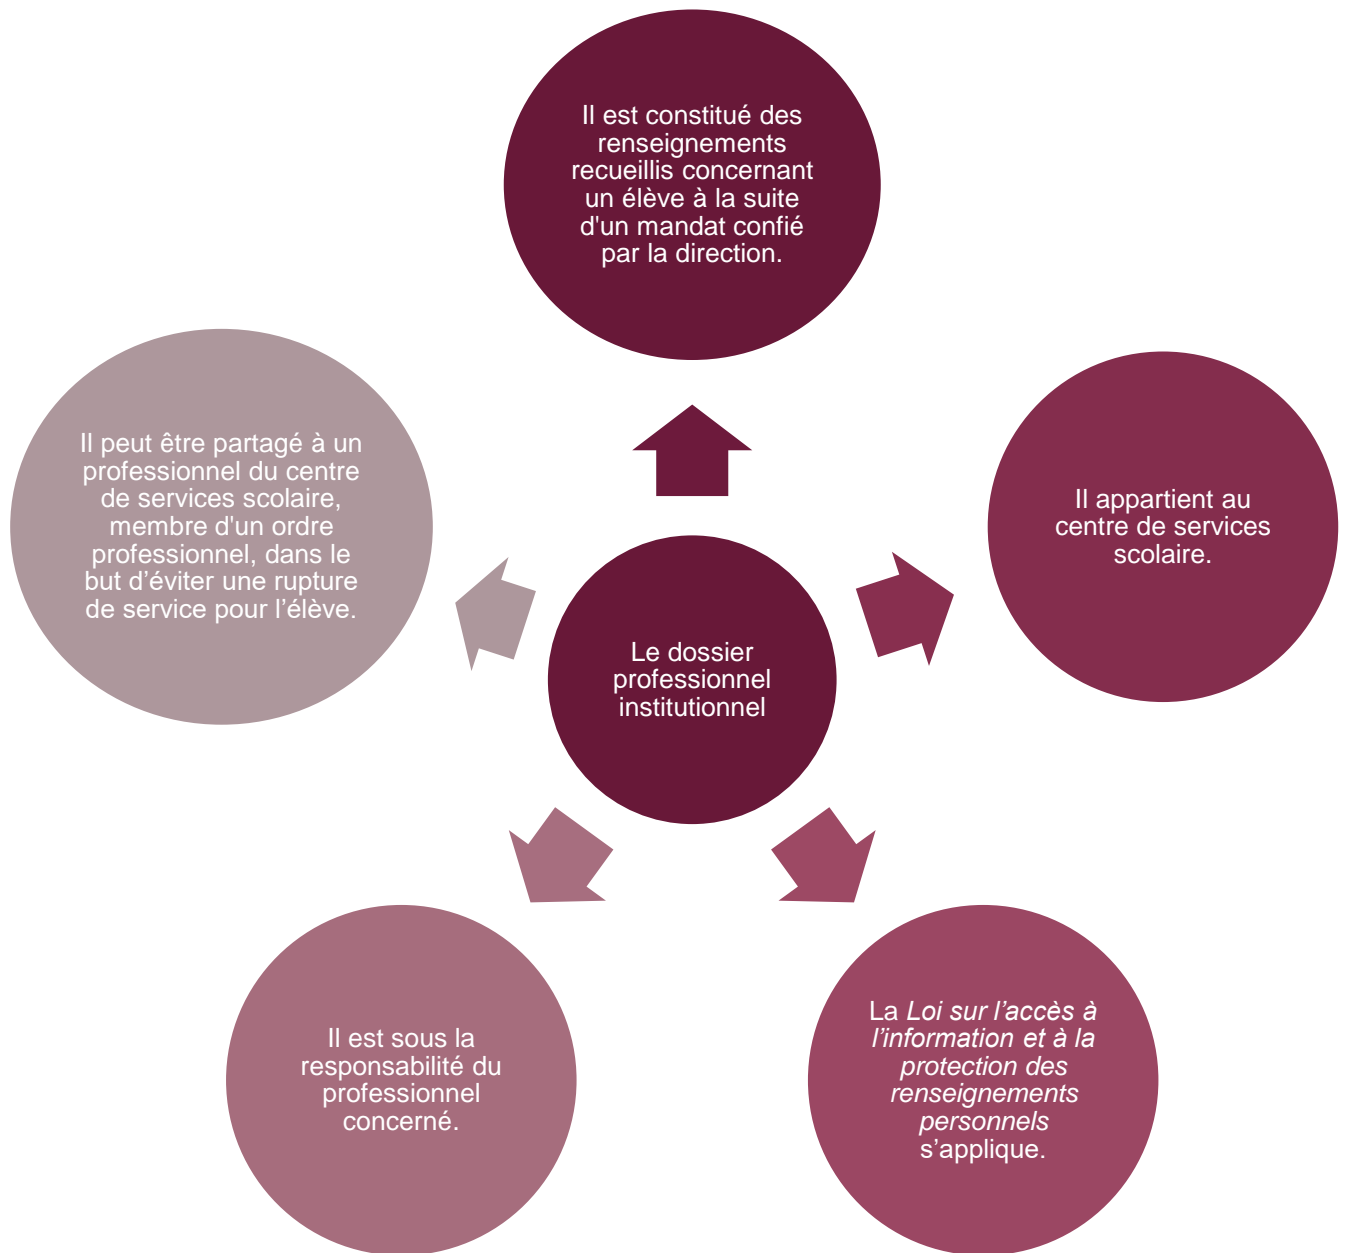 Il est constitué des
renseignements
recueillis concernant
un élève à la suite
d'un mandat confié
par la direction.
Il appartient au
centre de services
scolaire.
La Loi sur l’accès à
l’information et à la
protection des
renseignements
personnels
s’applique.
Il est sous la
responsabilité du
professionnel
concerné.
Il peut être partagé à un
professionnel du centre
de services scolaire,
membre d'un ordre
professionnel, dans le
but d’éviter une rupture
de service pour l’élève.
Le dossier
professionnel
institutionnel